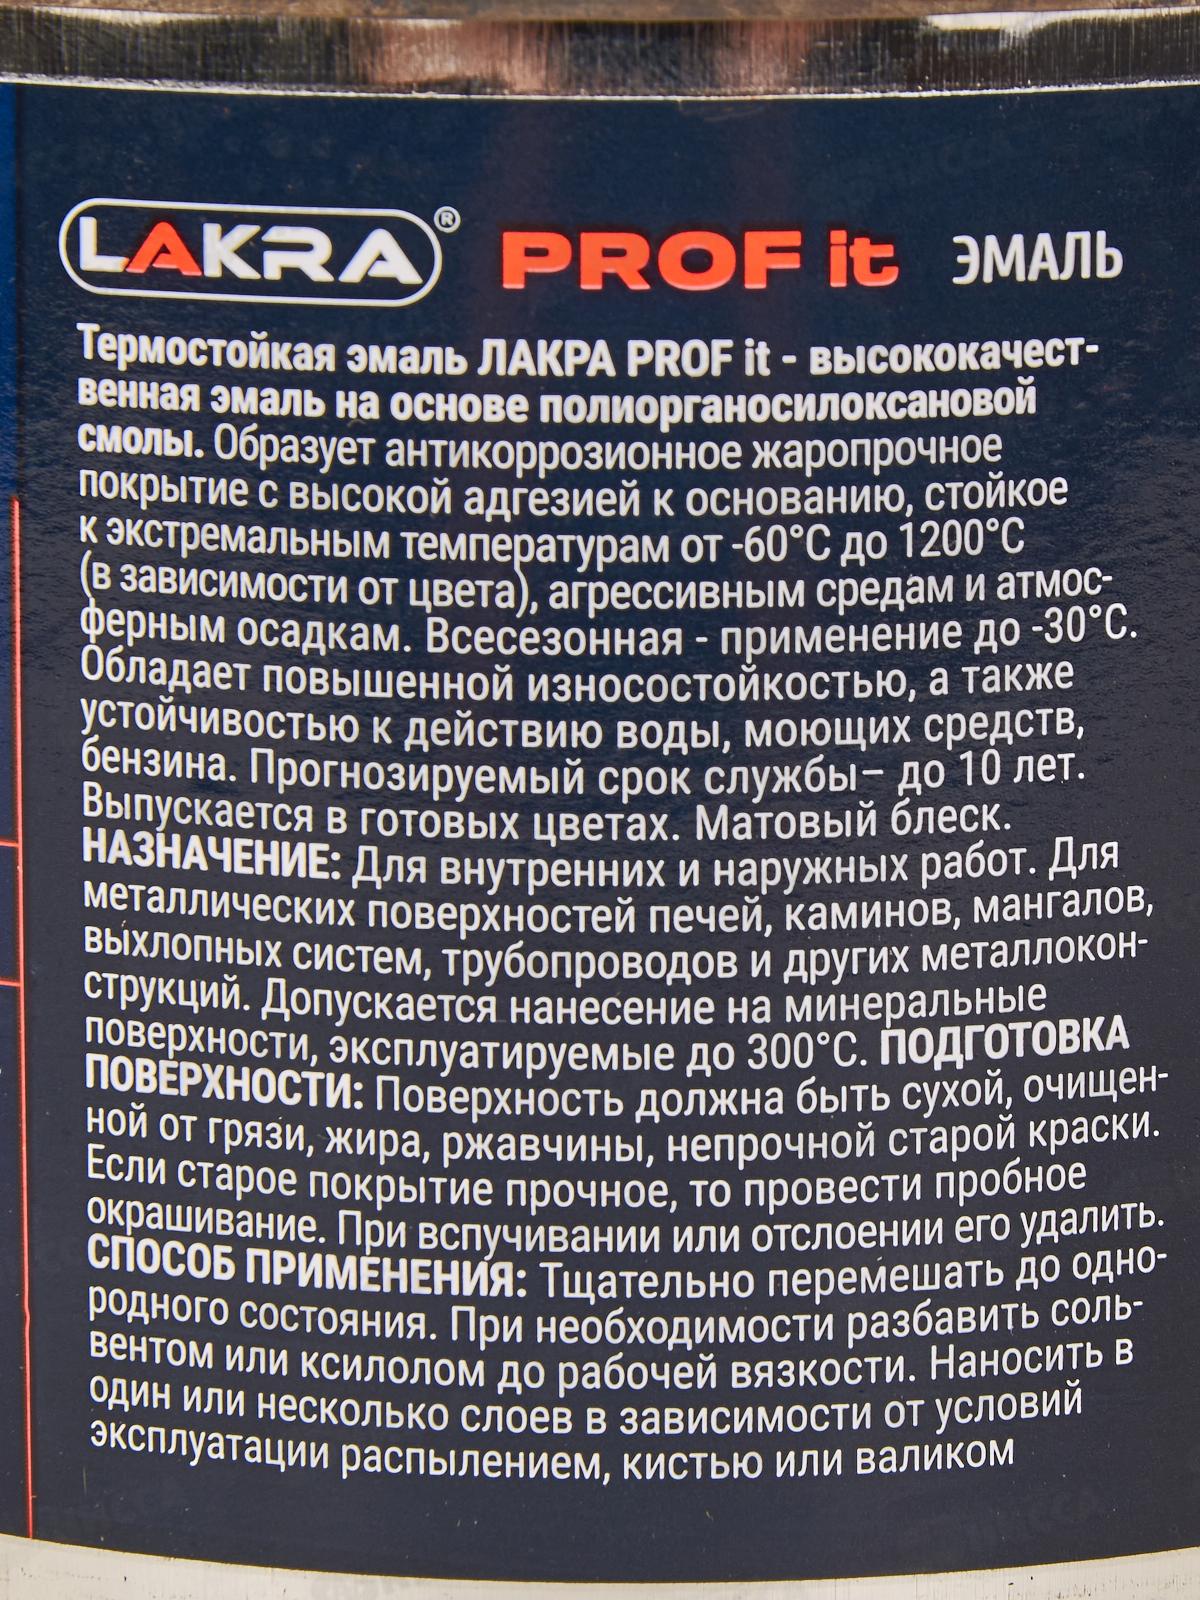 LAKRA® PROF it ЭМАЛЬ
Термостойкая эмаль ЛАКРА PROF it - высококачест-
венная эмаль на основе полиорганосилоксановой
смолы. Образует антикоррозионное жаропрочное
покрытие с высокой адгезией к основанию, стойкое
к экстремальным температурам от -60°C до 1200°C
(в зависимости от цвета), агрессивным средам и атмос-
ферным осадкам. Всесезонная - применение до -30°C.
Обладает повышенной износостойкостью, а также
устойчивостью к действию воды, моющих средств,
бензина. Прогнозируемый срок службы– до 10 лет.
Выпускается в готовых цветах. Матовый блеск.
НАЗНАЧЕНИЕ: Для внутренних и наружных работ. Для
металлических поверхностей печей, каминов, мангалов,
выхлопных систем, трубопроводов и других металлокон-
струкций. Допускается нанесение на минеральные
поверхности, эксплуатируемые до 300°C. ПОДГОТОВКА
ПОВЕРХНОСТИ: Поверхность должна быть сухой, очищен-
ной от грязи, жира, ржавчины, непрочной старой краски.
Если старое покрытие прочное, то провести пробное
окрашивание. При вспучивании или отслоении его удалить.
СПОСОБ ПРИМЕНЕНИЯ: Тщательно перемешать до одно-
родного состояния. При необходимости разбавить соль-
вентом или ксилолом до рабочей вязкости. Наносить в
один или несколько слоев в зависимости от условий
эксплуатации распылением, кистью или валиком